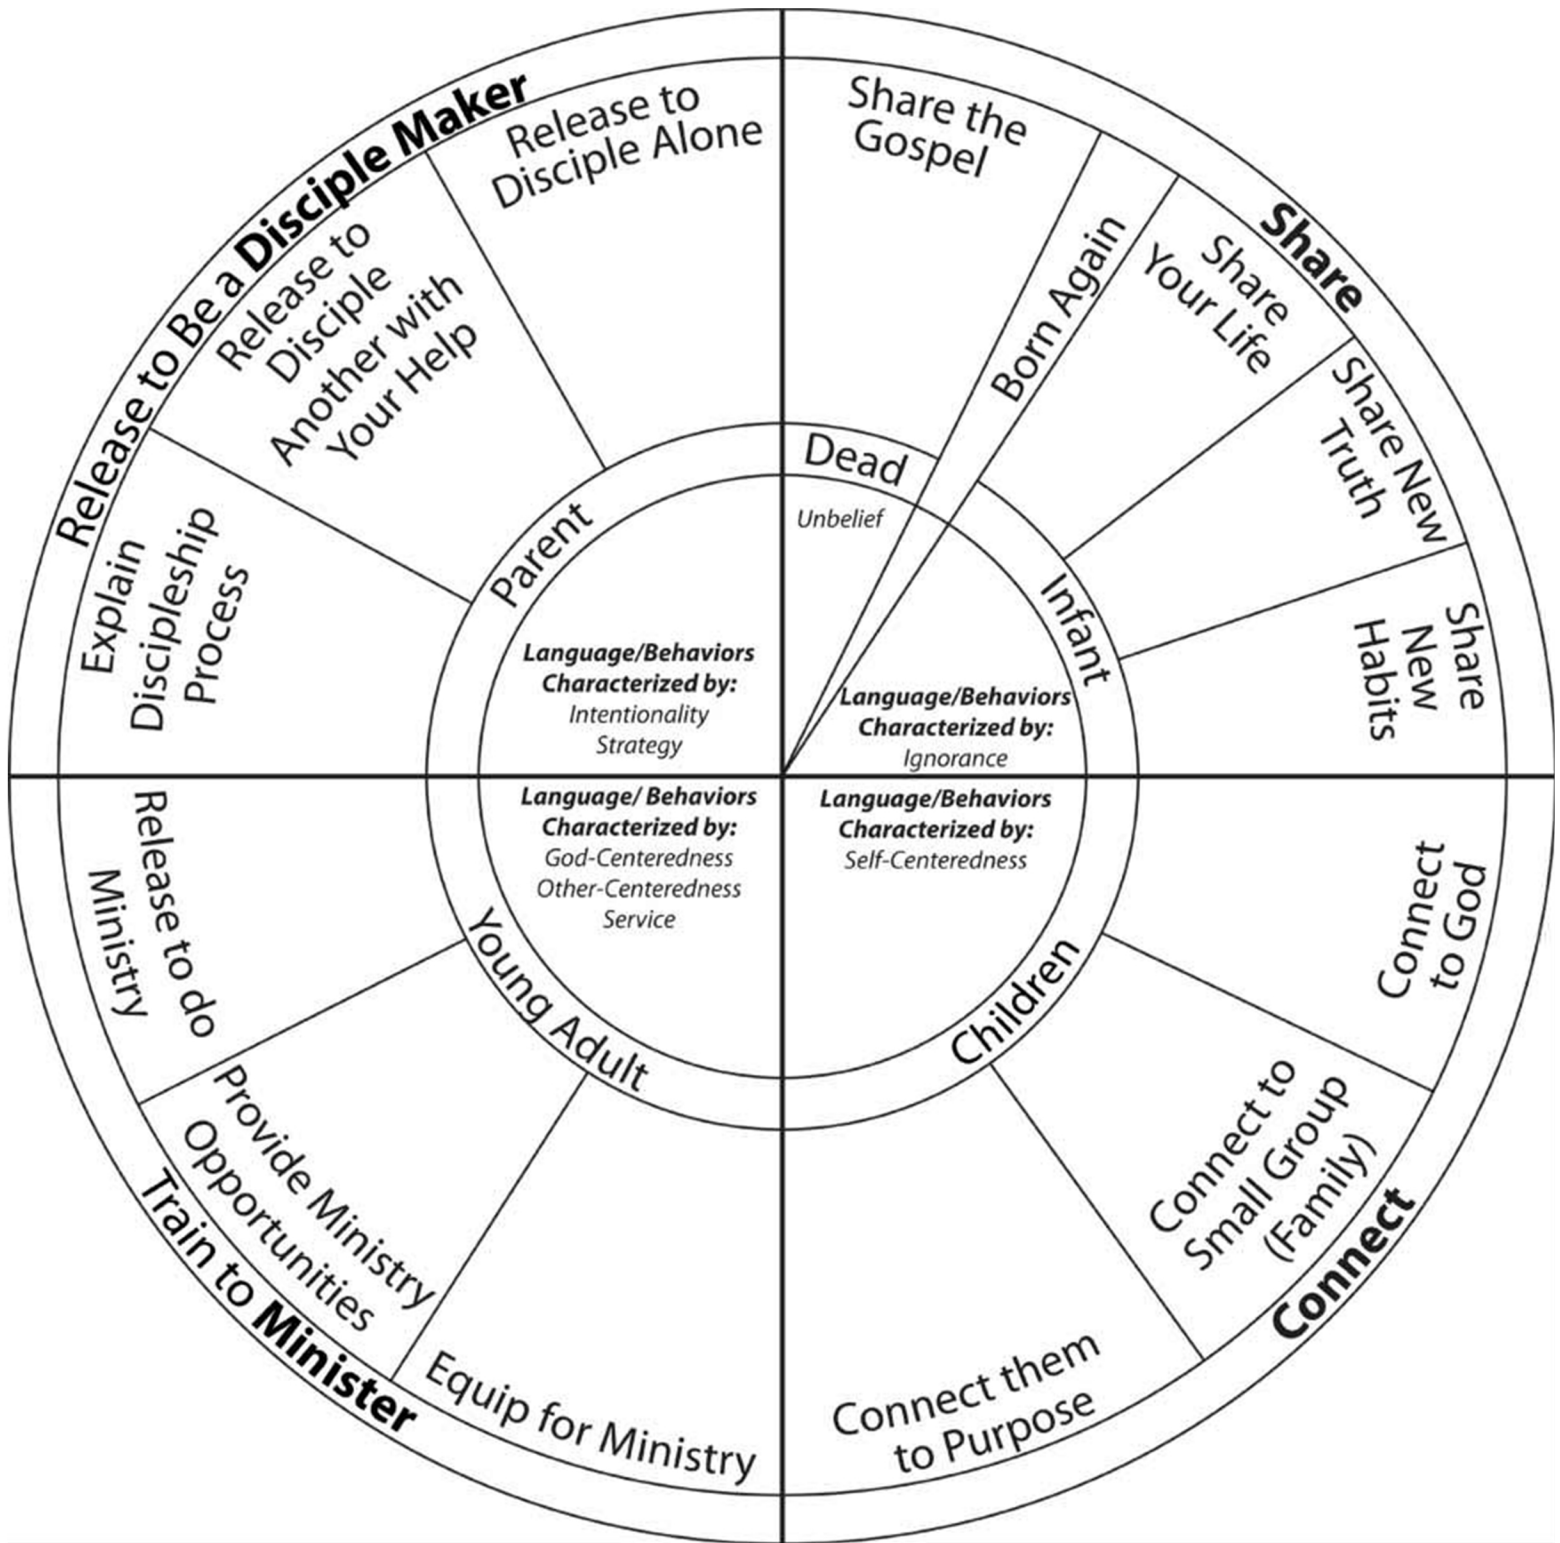 Share
Share the
Gospel
Born Again
Share
Your Life
Share New
Truth
Share
New
Habits
Dead
Unbelief
Infant
Language/Behaviors
Characterized by:
Ignorance
Connect
Connect
to God
Connect to
Small Group
(Family)
Connect them
to Purpose
Children
Language/Behaviors
Characterized by:
Self-Centeredness
Train to Minister
Equip for Ministry
Provide Ministry
Opportunities
Release to do
Ministry
Young Adult
Language/ Behaviors
Characterized by:
God-Centeredness
Other-Centeredness
Service
Release to Be a Disciple Maker
Explain
Discipleship
Process
Release to
Disciple
Another with
Your Help
Release to
Disciple Alone
Parent
Language/Behaviors
Characterized by:
Intentionality
Strategy